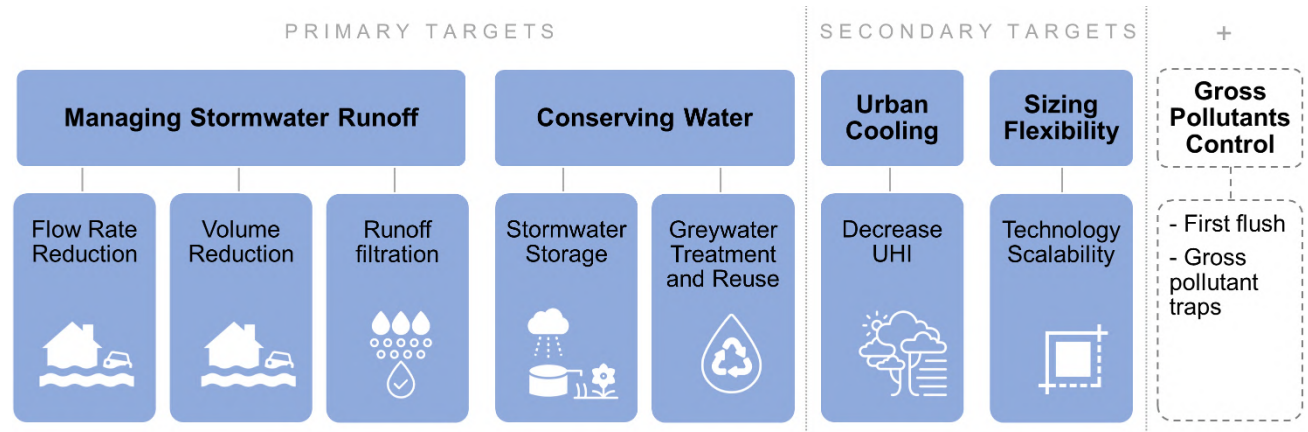 PRIMARY TARGETS
SECONDARY TARGETS
+
Managing Stormwater Runoff
Conserving Water
Urban
Cooling
Sizing
Flexibility
Gross
Pollutants
Control
Flow Rate
Reduction
Volume
Reduction
Runoff
filtration
Stormwater
Storage
Greywater
Treatment
and Reuse
Decrease
UHI
Technology
Scalability
- First flush
- Gross
pollutant
traps